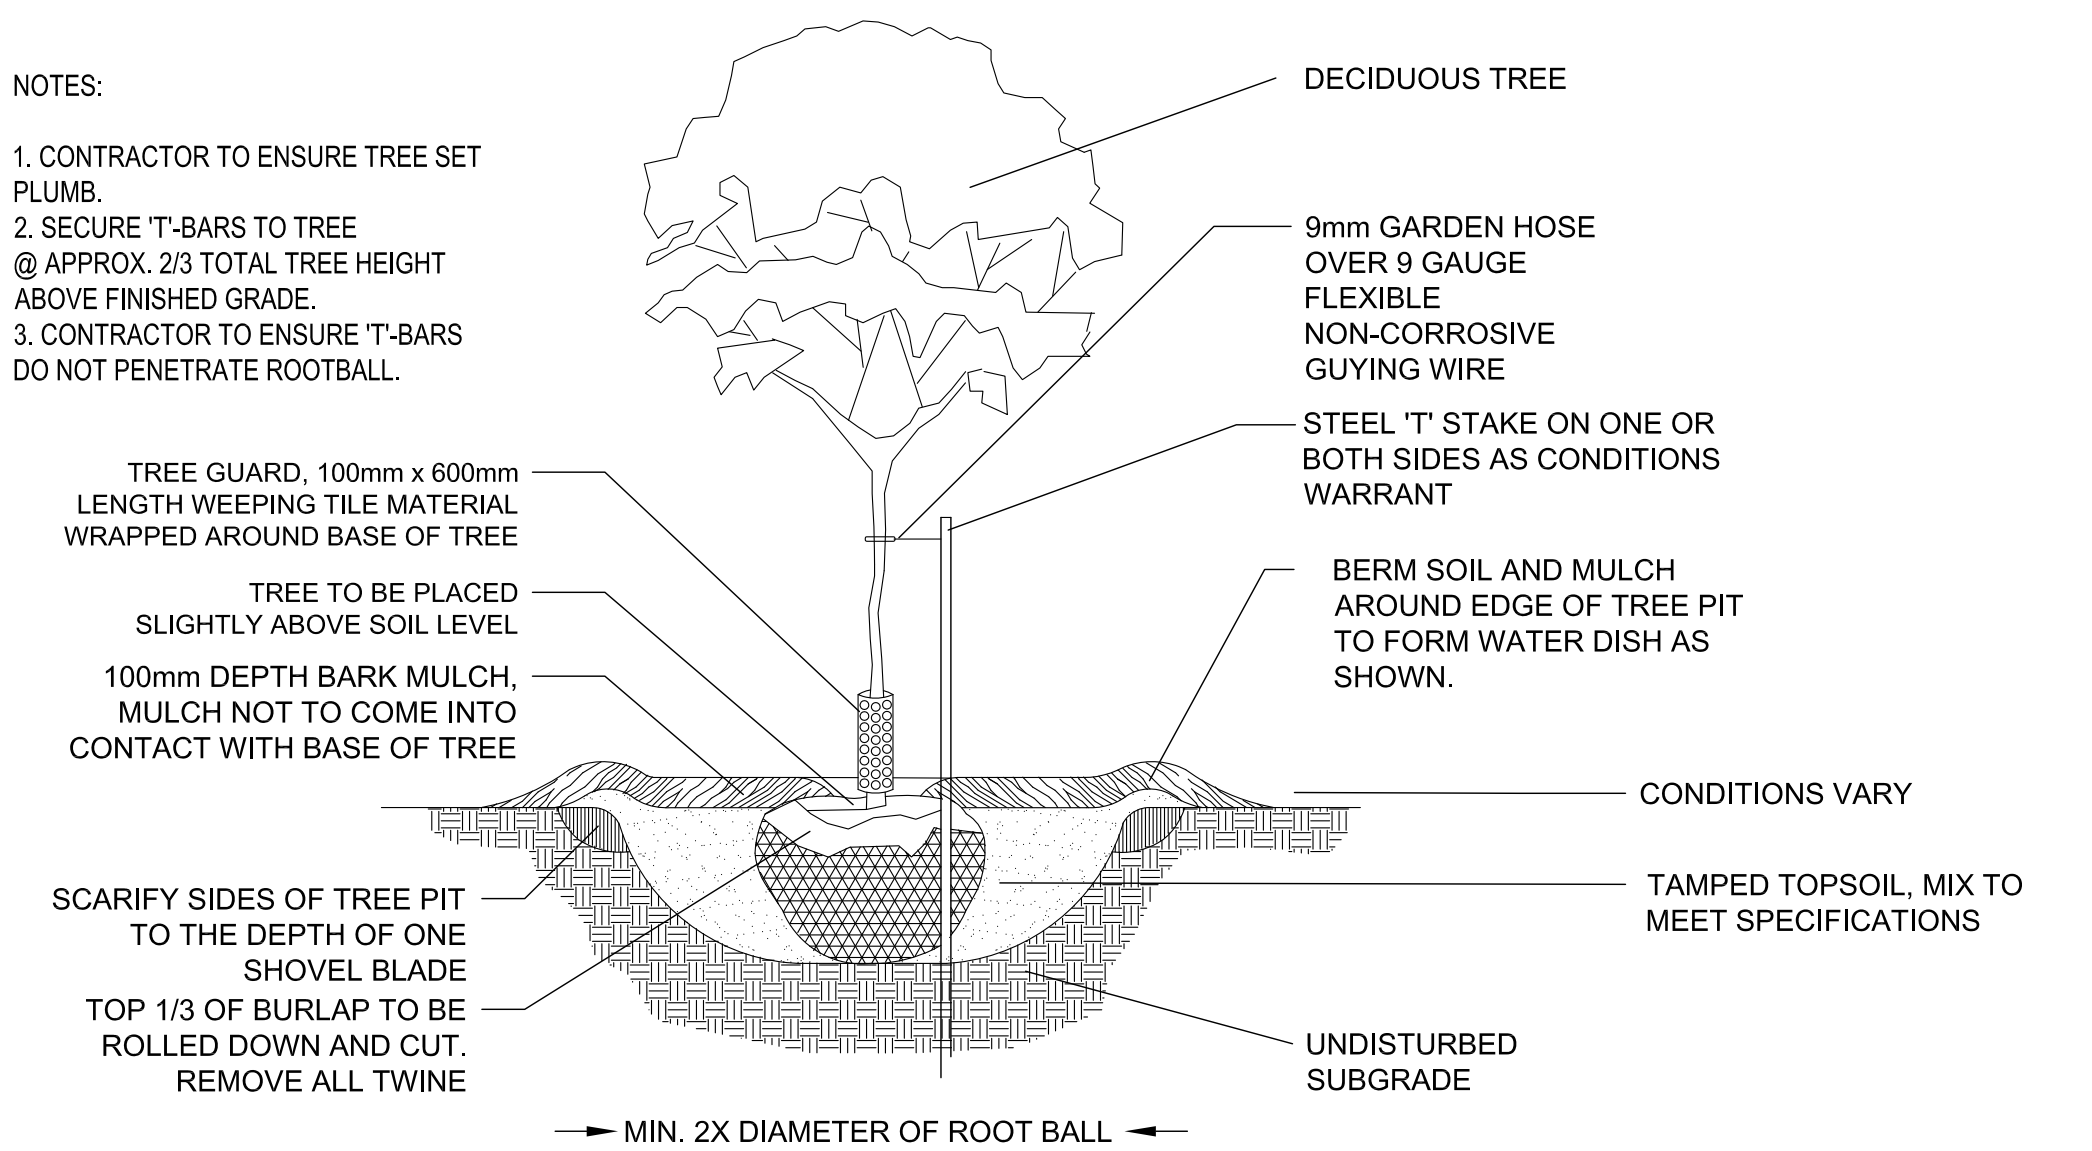 NOTES:
1. CONTRACTOR TO ENSURE TREE SET
PLUMB.
2. SECURE 'T'-BARS TO TREE
@ APPROX. 2/3 TOTAL TREE HEIGHT
ABOVE FINISHED GRADE.
3. CONTRACTOR TO ENSURE 'T'-BARS
DO NOT PENETRATE ROOTBALL.
TREE GUARD, 100mm x 600mm
LENGTH WEEPING TILE MATERIAL
WRAPPED AROUND BASE OF TREE
TREE TO BE PLACED
SLIGHTLY ABOVE SOIL LEVEL
100mm DEPTH BARK MULCH,
MULCH NOT TO COME INTO
CONTACT WITH BASE OF TREE
SCARIFY SIDES OF TREE PIT
TO THE DEPTH OF ONE
SHOVEL BLADE
TOP 1/3 OF BURLAP TO BE
ROLLED DOWN AND CUT.
REMOVE ALL TWINE
DECIDUOUS TREE
9mm GARDEN HOSE
OVER 9 GAUGE
FLEXIBLE
NON-CORROSIVE
GUYING WIRE
STEEL 'T' STAKE ON ONE OR
BOTH SIDES AS CONDITIONS
WARRANT
BERM SOIL AND MULCH
AROUND EDGE OF TREE PIT
TO FORM WATER DISH AS
SHOWN.
CONDITIONS VARY
TAMPED TOPSOIL, MIX TO
MEET SPECIFICATIONS
UNDISTURBED
SUBGRADE
MIN. 2X DIAMETER OF ROOT BALL